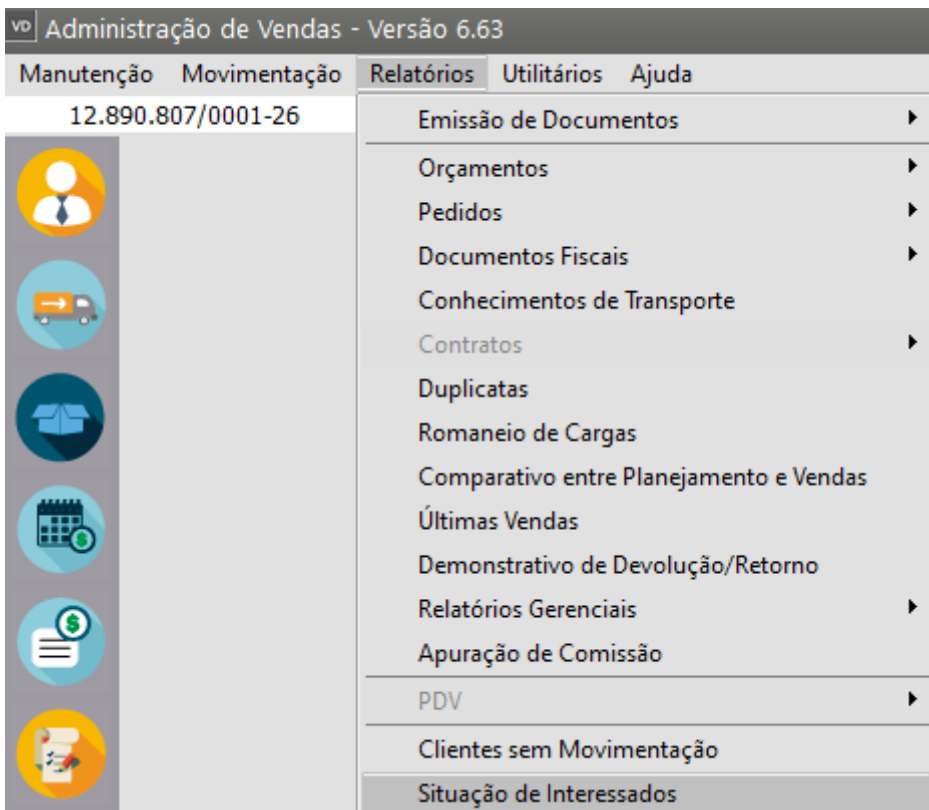 VD Administração de Vendas - Versão 6.63
Manutenção Movimentação Relatórios Utilitários Ajuda
12.890.807/0001-26
Emissão de Documentos
Orçamentos
Pedidos
Documentos Fiscais
Conhecimentos de Transporte
Contratos
Duplicatas
Romaneio de Cargas
Comparativo entre Planejamento e Vendas
Últimas Vendas
Demonstrativo de Devolução/Retorno
Relatórios Gerenciais
Apuração de Comissão
PDV
Clientes sem Movimentação
Situação de Interessados